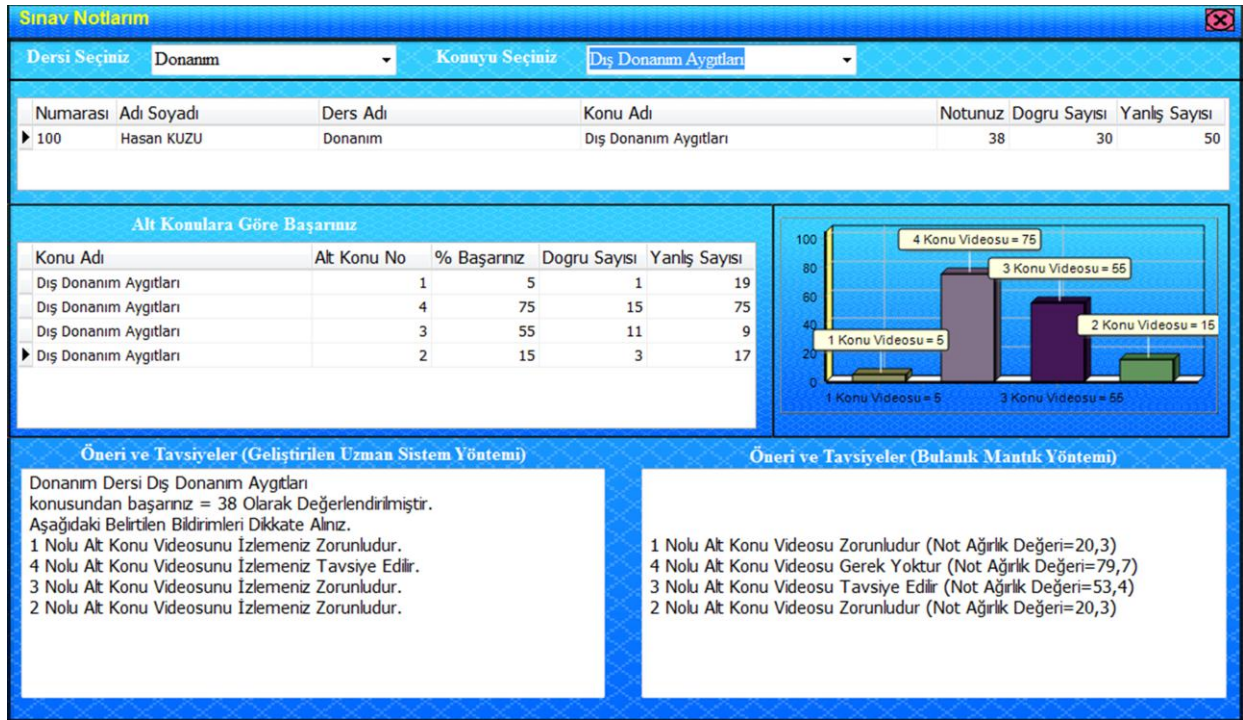 Sınav Notlarım
Dersi Seçiniz Donanım Konuyu Seçiniz Dış Donanım Aygıtları
Numarası Adı Soyadı Ders Adı Konu Adı Notunuz Dogru Sayısı Yanlış Sayısı
100 Hasan KUZU Donanım Dış Donanım Aygıtları 38 30 50
Alt Konulara Göre Başarınız
Konu Adı Alt Konu No % Başarınız Dogru Sayısı Yanlış Sayısı
Dış Donanım Aygıtları 1 5 1 19
Dış Donanım Aygıtları 4 75 15 75
Dış Donanım Aygıtları 3 55 11 9
Dış Donanım Aygıtları 2 15 3 17
100
80
60
40
20
0
4 Konu Videosu = 75
3 Konu Videosu = 55
2 Konu Videosu = 15
1 Konu Videosu = 5
1 Konu Videosu = 5 3 Konu Videosu = 55
Öneri ve Tavsiyeler (Geliştirilen Uzman Sistem Yöntemi)
Donanım Dersi Dış Donanım Aygıtları
konusundan başarınız = 38 Olarak Değerlendirilmiştir.
Aşağıdaki Belirtilen Bildirimleri Dikkate Alınız.
1 Nolu Alt Konu Videosunu İzlemeniz Zorunludur.
4 Nolu Alt Konu Videosunu İzlemeniz Tavsiye Edilir.
3 Nolu Alt Konu Videosunu İzlemeniz Zorunludur.
2 Nolu Alt Konu Videosunu İzlemeniz Zorunludur.
Öneri ve Tavsiyeler (Bulanık Mantık Yöntemi)
1 Nolu Alt Konu Videosu Zorunludur (Not Ağırlık Değeri=20,3)
4 Nolu Alt Konu Videosu Gerek Yoktur (Not Ağırlık Değeri=79,7)
3 Nolu Alt Konu Videosu Tavsiye Edilir (Not Ağırlık Değeri=53,4)
2 Nolu Alt Konu Videosu Zorunludur (Not Ağırlık Değeri=20,3)